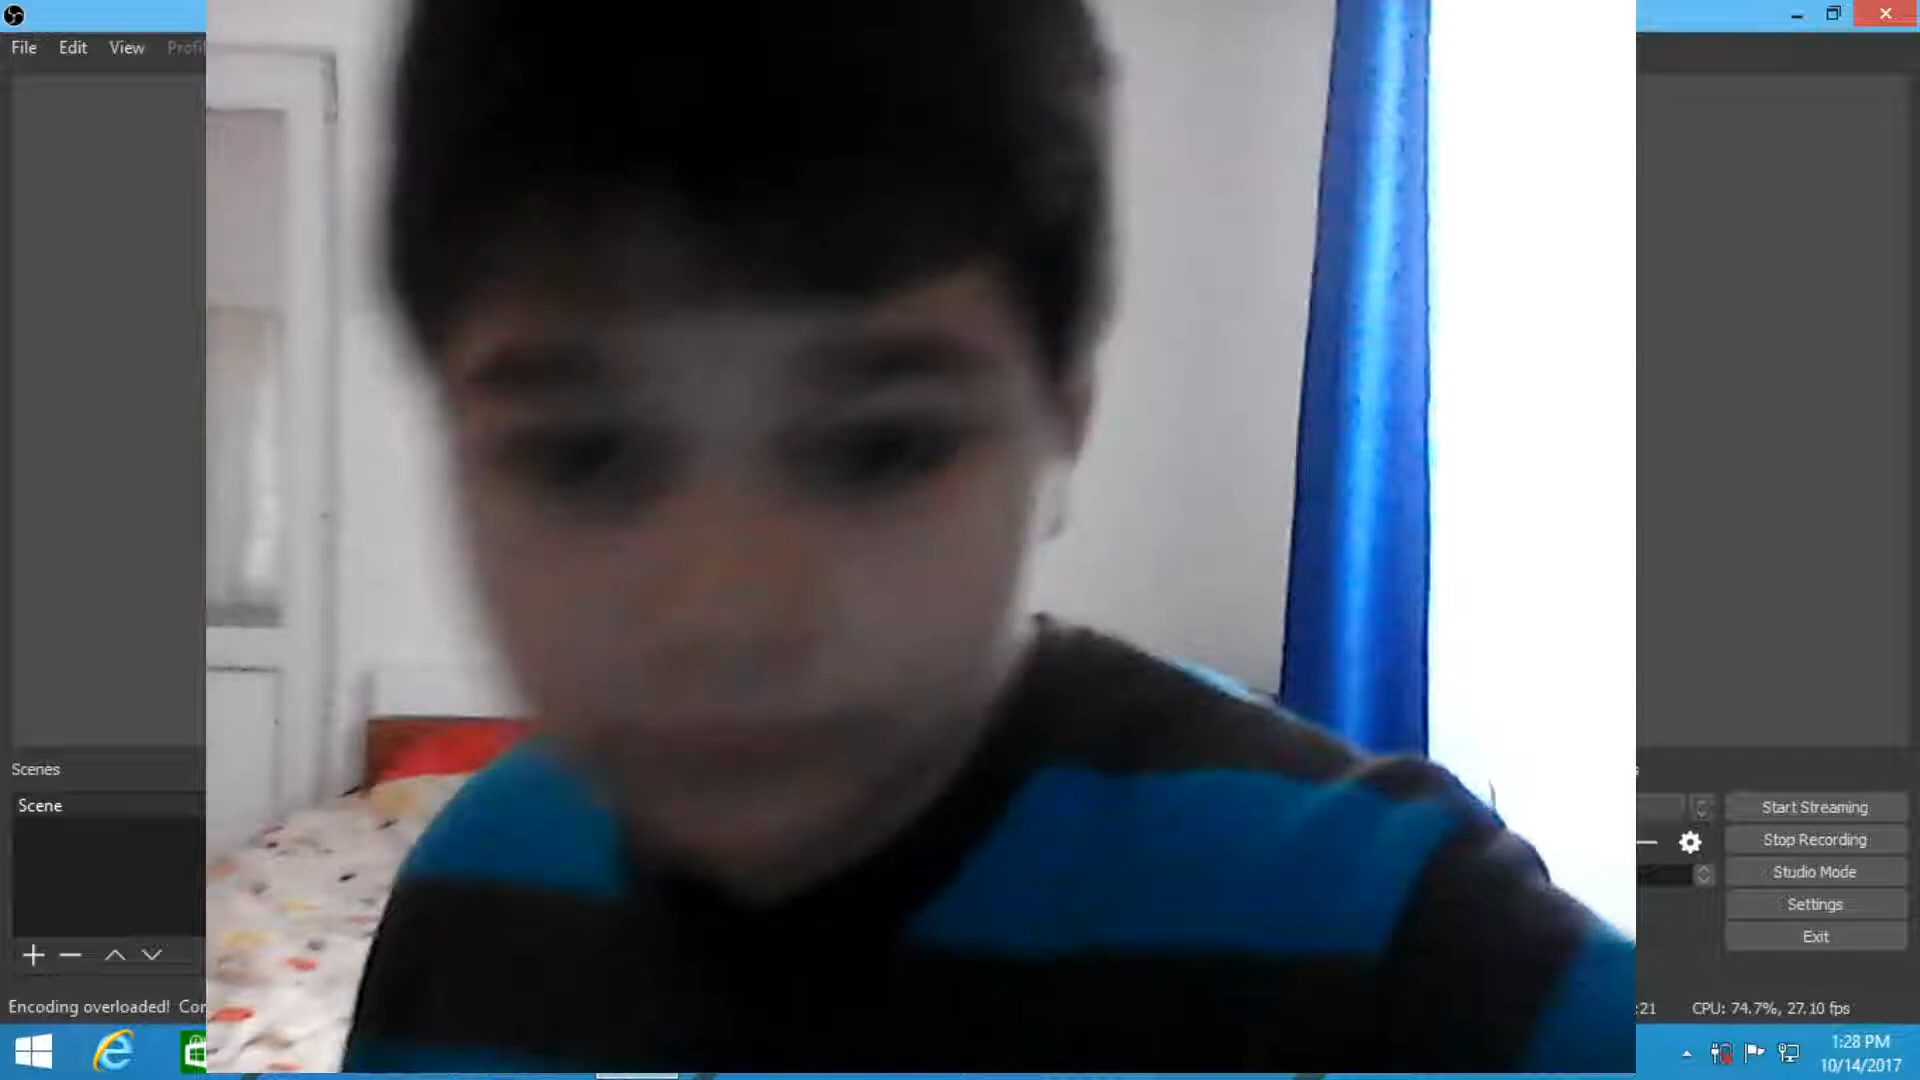 File Edit View
Scenes
Scene
Start Streaming
Stop Recording
Studio Mode
Settings
Exit
Encoding overloaded!
:21 CPU: 74.7%, 27.10 fps
1:28 PM
10/14/2017